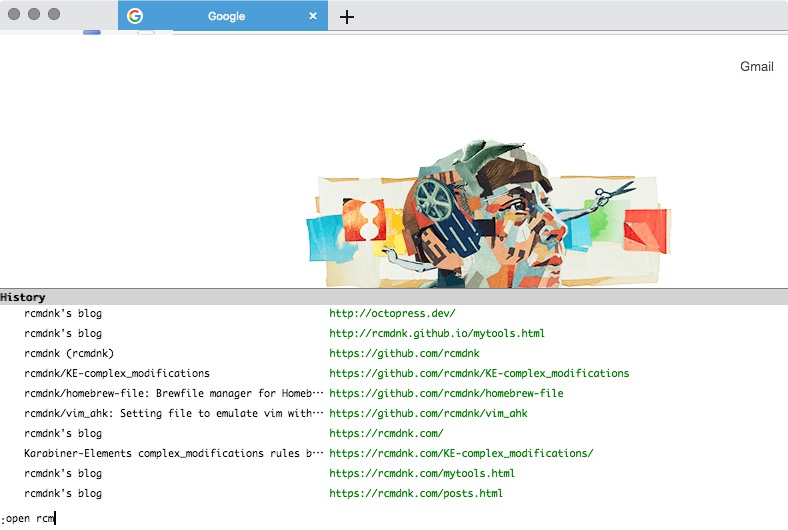 Google
Gmail
History
rcmdnk's blog http://octopress.dev/
rcmdnk's blog http://rcmdnk.github.io/mytools.html
rcmdnk (rcmdnk) https://github.com/rcmdnk
rcmdnk/KE-complex_modifications https://github.com/rcmdnk/KE-complex_modifications
rcmdnk/homebrew-file: Brewfile manager for Homeb… https://github.com/rcmdnk/homebrew-file
rcmdnk/vim_ahk: Setting file to emulate vim with… https://github.com/rcmdnk/vim_ahk
rcmdnk's blog https://rcmdnk.com/
Karabiner-Elements complex_modifications rules b… https://rcmdnk.com/KE-complex_modifications/
rcmdnk's blog https://rcmdnk.com/mytools.html
rcmdnk's blog https://rcmdnk.com/posts.html
:open rcm